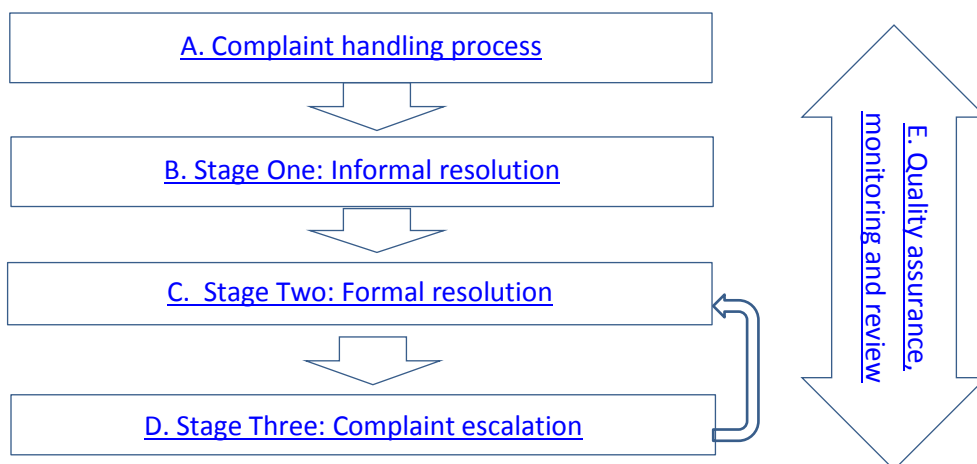 A. Complaint handling process
B. Stage One: Informal resolution
C.  Stage Two: Formal resolution
D. Stage Three: Complaint escalation
E. Quality assurance,
monitoring and review